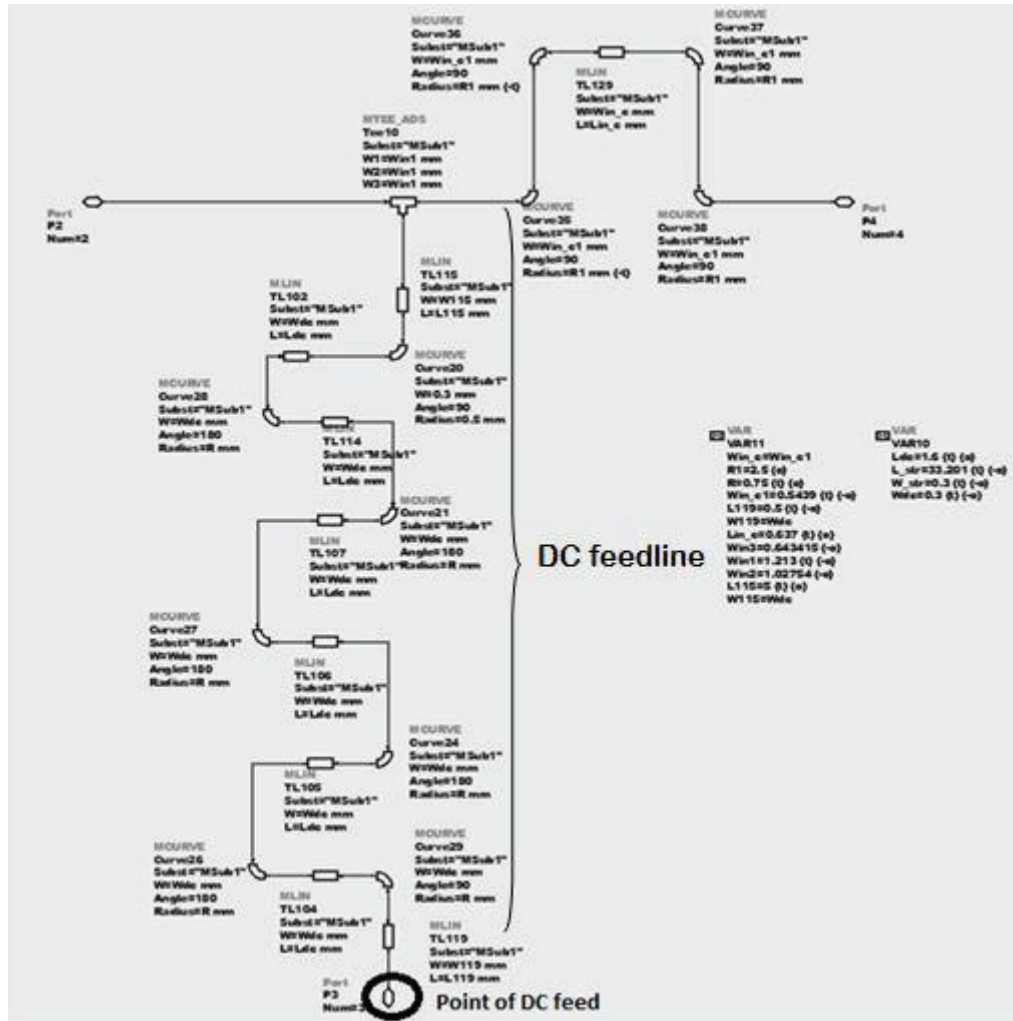 MCURVE
Curve36
Subst="MSub1"
W=Win_e1 mm
Angle=90
Radius=R1 mm {-t}
MCURVE
Curve37
Subst="MSub1"
W=Win_e1 mm
Angle=90
Radius=R1 mm
MLIN
TL129
Subst="MSub1"
W=Win_e mm
L=Lin_e mm
MTEE_ADS
Tee10
Subst="MSub1"
W1=Win1 mm
W2=Win1 mm
W3=Win1 mm
Port
P2
Num=2
MCURVE
Curve35
Subst="MSub1"
W=Win_e1 mm
Angle=90
Radius=R1 mm {-t}
MCURVE
Curve38
Subst="MSub1"
W=Win_e1 mm
Angle=90
Radius=R1 mm
Port
P4
Num=4
MLIN
TL115
Subst="MSub1"
W=W115 mm
L=L115 mm
MLIN
TL102
Subst="MSub1"
W=Wdc mm
L=Ldc mm
MCURVE
Curve20
Subst="MSub1"
W=0.3 mm
Angle=90
Radius=0.5 mm
MCURVE
Curve28
Subst="MSub1"
W=Wdc mm
Angle=180
Radius=R mm
MLIN
TL114
Subst="MSub1"
W=Wdc mm
L=Ldc mm
MCURVE
Curve21
Subst="MSub1"
W=Wdc mm
Angle=180
Radius=R mm
MLIN
TL107
Subst="MSub1"
W=Wdc mm
L=Ldc mm
DC feedline
VAR
VAR11
Win_e=Win_e1
R1=2.5 {o}
R=0.75 {t} {o}
Win_e1=0.5439 {t} {-o}
L119=0.5 {t} {-o}
W119=Wdc
Lin_e=0.637 {t} {o}
Win3=0.643415 {-o}
Win1=1.213 {t} {-o}
Win2=1.02754 {-o}
L115=5 {t} {o}
W115=Wdc
VAR
VAR10
Ldc=1.6 {t} {o}
L_str=33.201 {t} {-o}
W_str=0.3 {t} {-o}
Wdc=0.3 {t} {-o}
MCURVE
Curve27
Subst="MSub1"
W=Wdc mm
Angle=180
Radius=R mm
MLIN
TL106
Subst="MSub1"
W=Wdc mm
L=Ldc mm
MCURVE
Curve24
Subst="MSub1"
W=Wdc mm
Angle=180
Radius=R mm
MLIN
TL105
Subst="MSub1"
W=Wdc mm
L=Ldc mm
MCURVE
Curve26
Subst="MSub1"
W=Wdc mm
Angle=180
Radius=R mm
MCURVE
Curve29
Subst="MSub1"
W=Wdc mm
Angle=90
Radius=R mm
MLIN
TL104
Subst="MSub1"
W=Wdc mm
L=Ldc mm
MLIN
TL119
Subst="MSub1"
W=W119 mm
L=L119 mm
Port
P3
Num=3
Point of DC feed